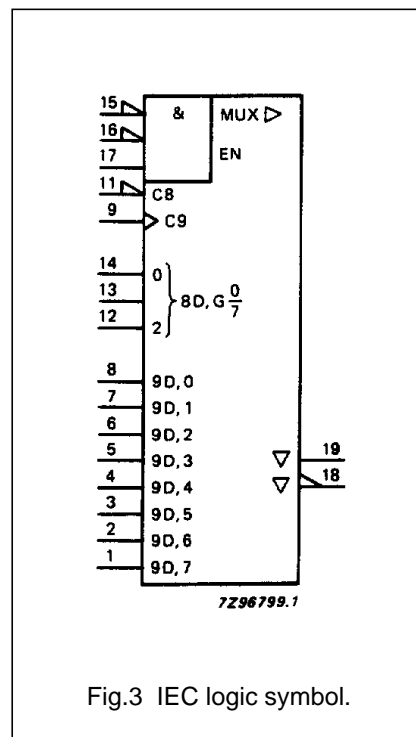 15 & MUX ▷
16
17 EN
11 C8
9 C9
14 0
13 8D, G 0/7
12 2
8 9D, 0
7 9D, 1
6 9D, 2
5 9D, 3 ▽ 19
4 9D, 4 ▽ 18
3 9D, 5
2 9D, 6
1 9D, 7
7Z96799.1
Fig.3 IEC logic symbol.